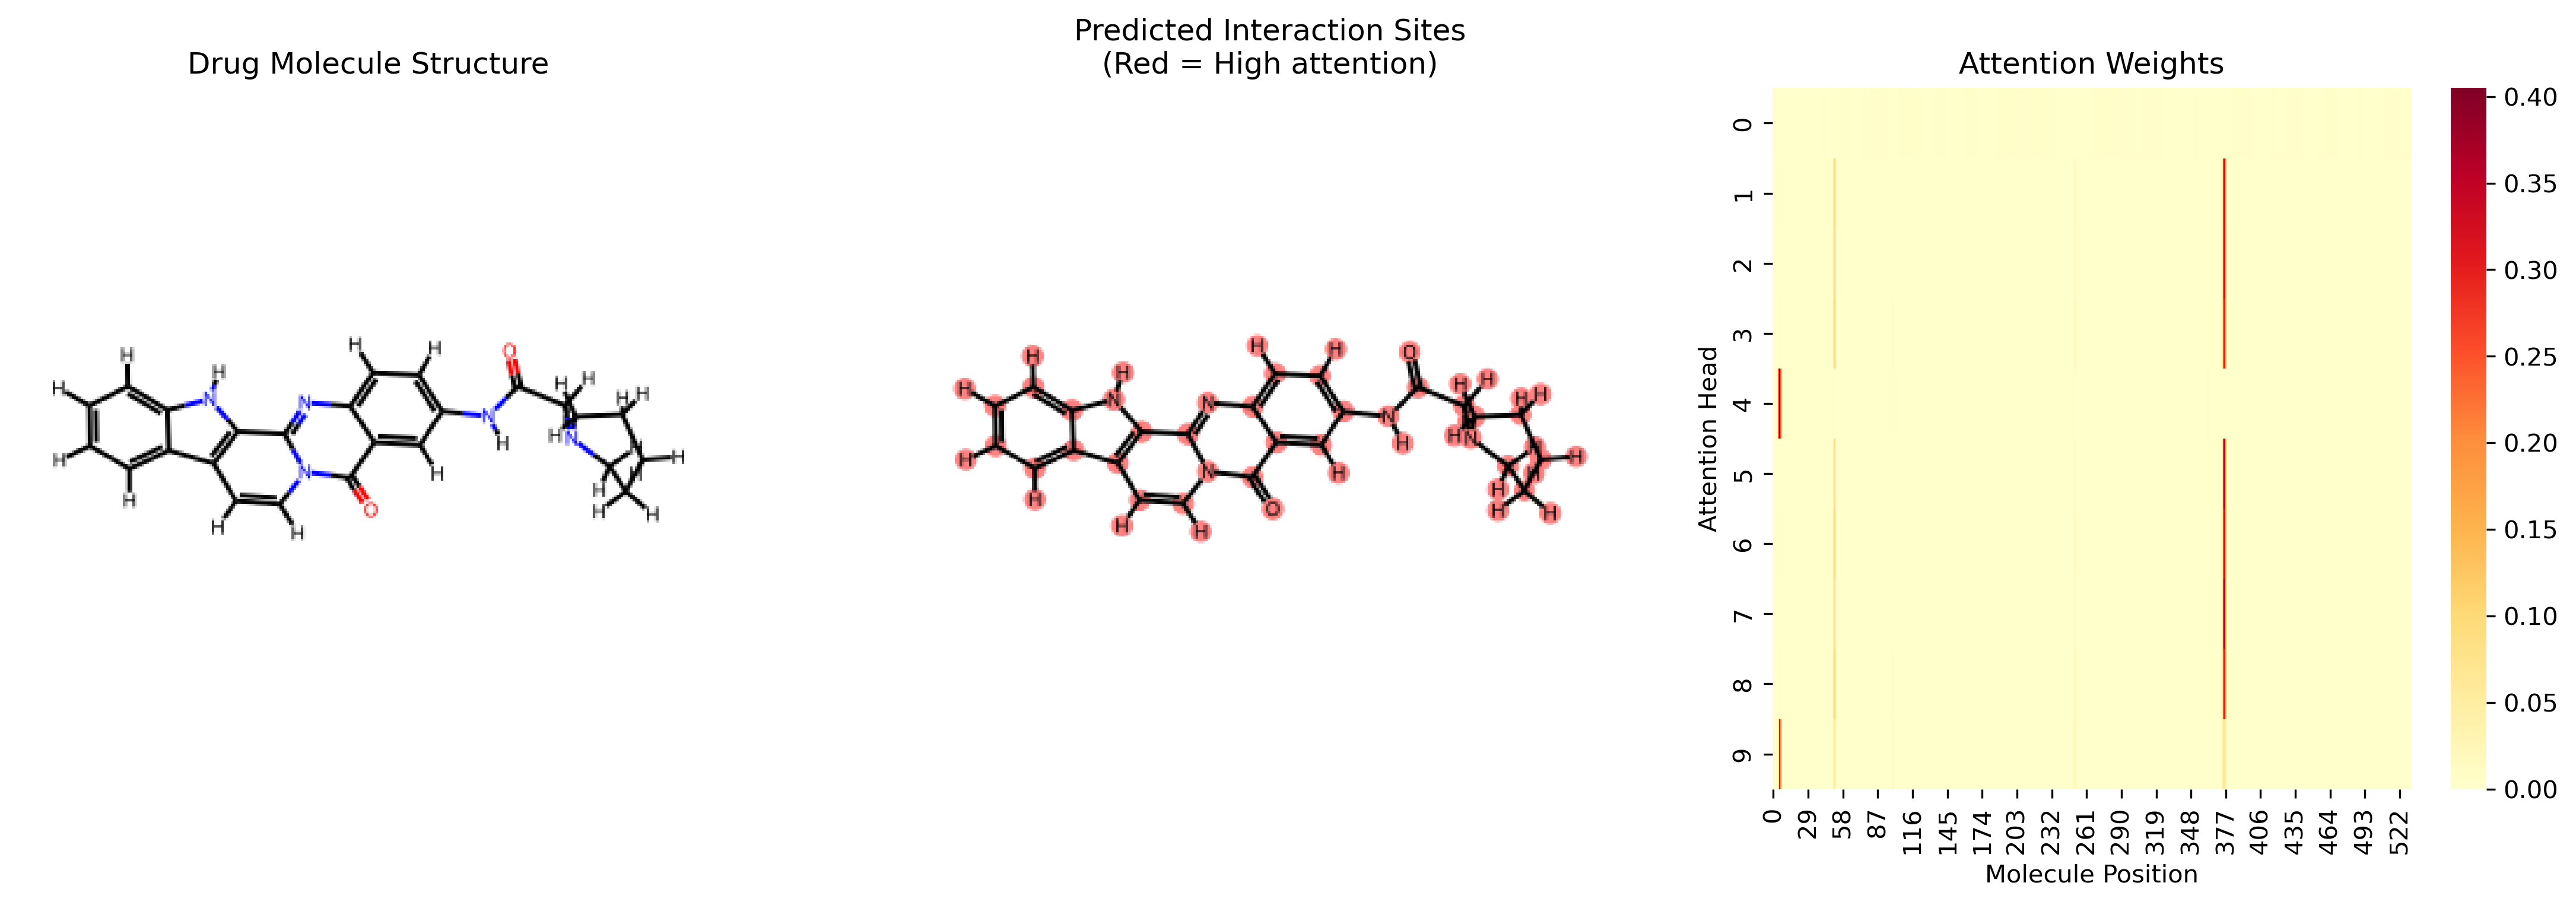 Drug Molecule Structure
H
H
H
H
H
N
H
H
N
N
O
H
H
H
N
H
O
H
H
H
N
H
H
H
H
H
H
H
H
Predicted Interaction Sites
(Red = High attention)
H
H
H
H
H
N
H
H
N
N
O
H
H
H
N
H
O
H
H
H
N
H
H
H
H
H
H
H
Attention Weights
Attention Head
0
1
2
3
4
5
6
7
8
9
0
29
58
87
116
145
174
203
232
261
290
319
348
377
406
435
464
493
522
Molecule Position
0.40
0.35
0.30
0.25
0.20
0.15
0.10
0.05
0.00